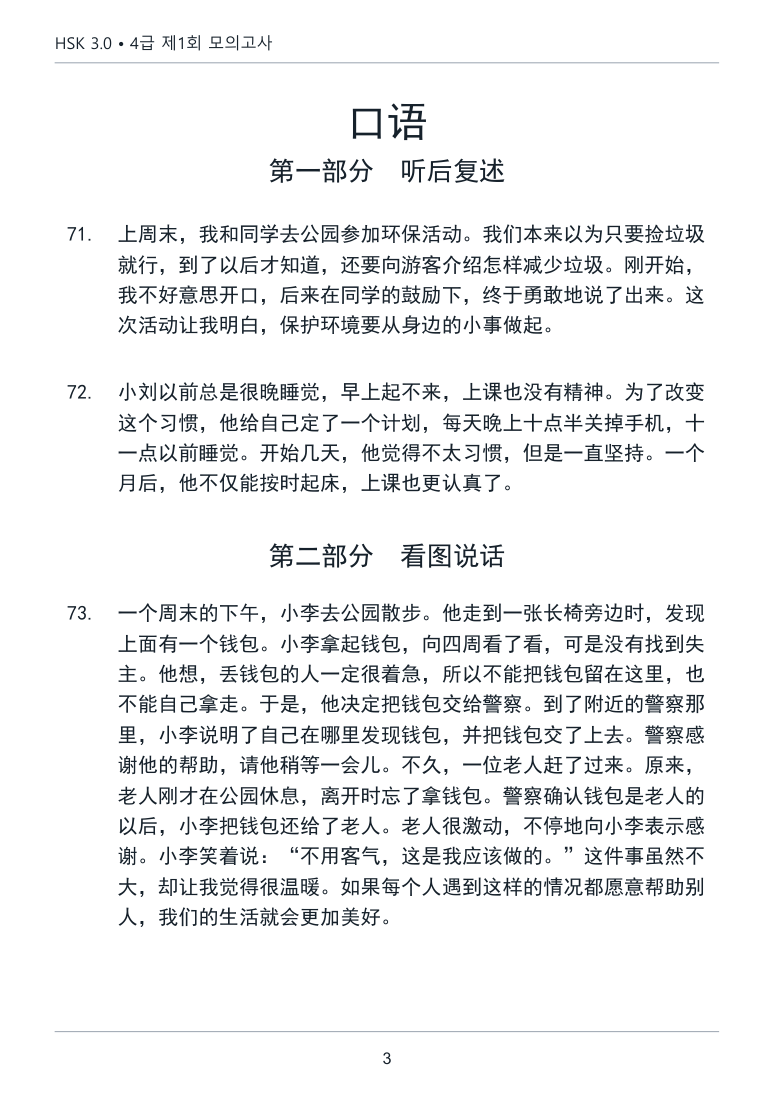 HSK 3.0 • 4급 제1회 모의고사
口语
第一部分　听后复述
71. 上周末，我和同学去公园参加环保活动。我们本来以为只要捡垃圾
就行，到了以后才知道，还要向游客介绍怎样减少垃圾。刚开始，
我不好意思开口，后来在同学的鼓励下，终于勇敢地说了出来。这
次活动让我明白，保护环境要从身边的小事做起。
72. 小刘以前总是很晚睡觉，早上起不来，上课也没有精神。为了改变
这个习惯，他给自己定了一个计划，每天晚上十点半关掉手机，十
一点以前睡觉。开始几天，他觉得不太习惯，但是一直坚持。一个
月后，他不仅能按时起床，上课也更认真了。
第二部分　看图说话
73. 一个周末的下午，小李去公园散步。他走到一张长椅旁边时，发现
上面有一个钱包。小李拿起钱包，向四周看了看，可是没有找到失
主。他想，丢钱包的人一定很着急，所以不能把钱包留在这里，也
不能自己拿走。于是，他决定把钱包交给警察。到了附近的警察那
里，小李说明了自己在哪里发现钱包，并把钱包交了上去。警察感
谢他的帮助，请他稍等一会儿。不久，一位老人赶了过来。原来，
老人刚才在公园休息，离开时忘了拿钱包。警察确认钱包是老人的
以后，小李把钱包还给了老人。老人很激动，不停地向小李表示感
谢。小李笑着说：“不用客气，这是我应该做的。”这件事虽然不
大，却让我觉得很温暖。如果每个人遇到这样的情况都愿意帮助别
人，我们的生活就会更加美好。
3